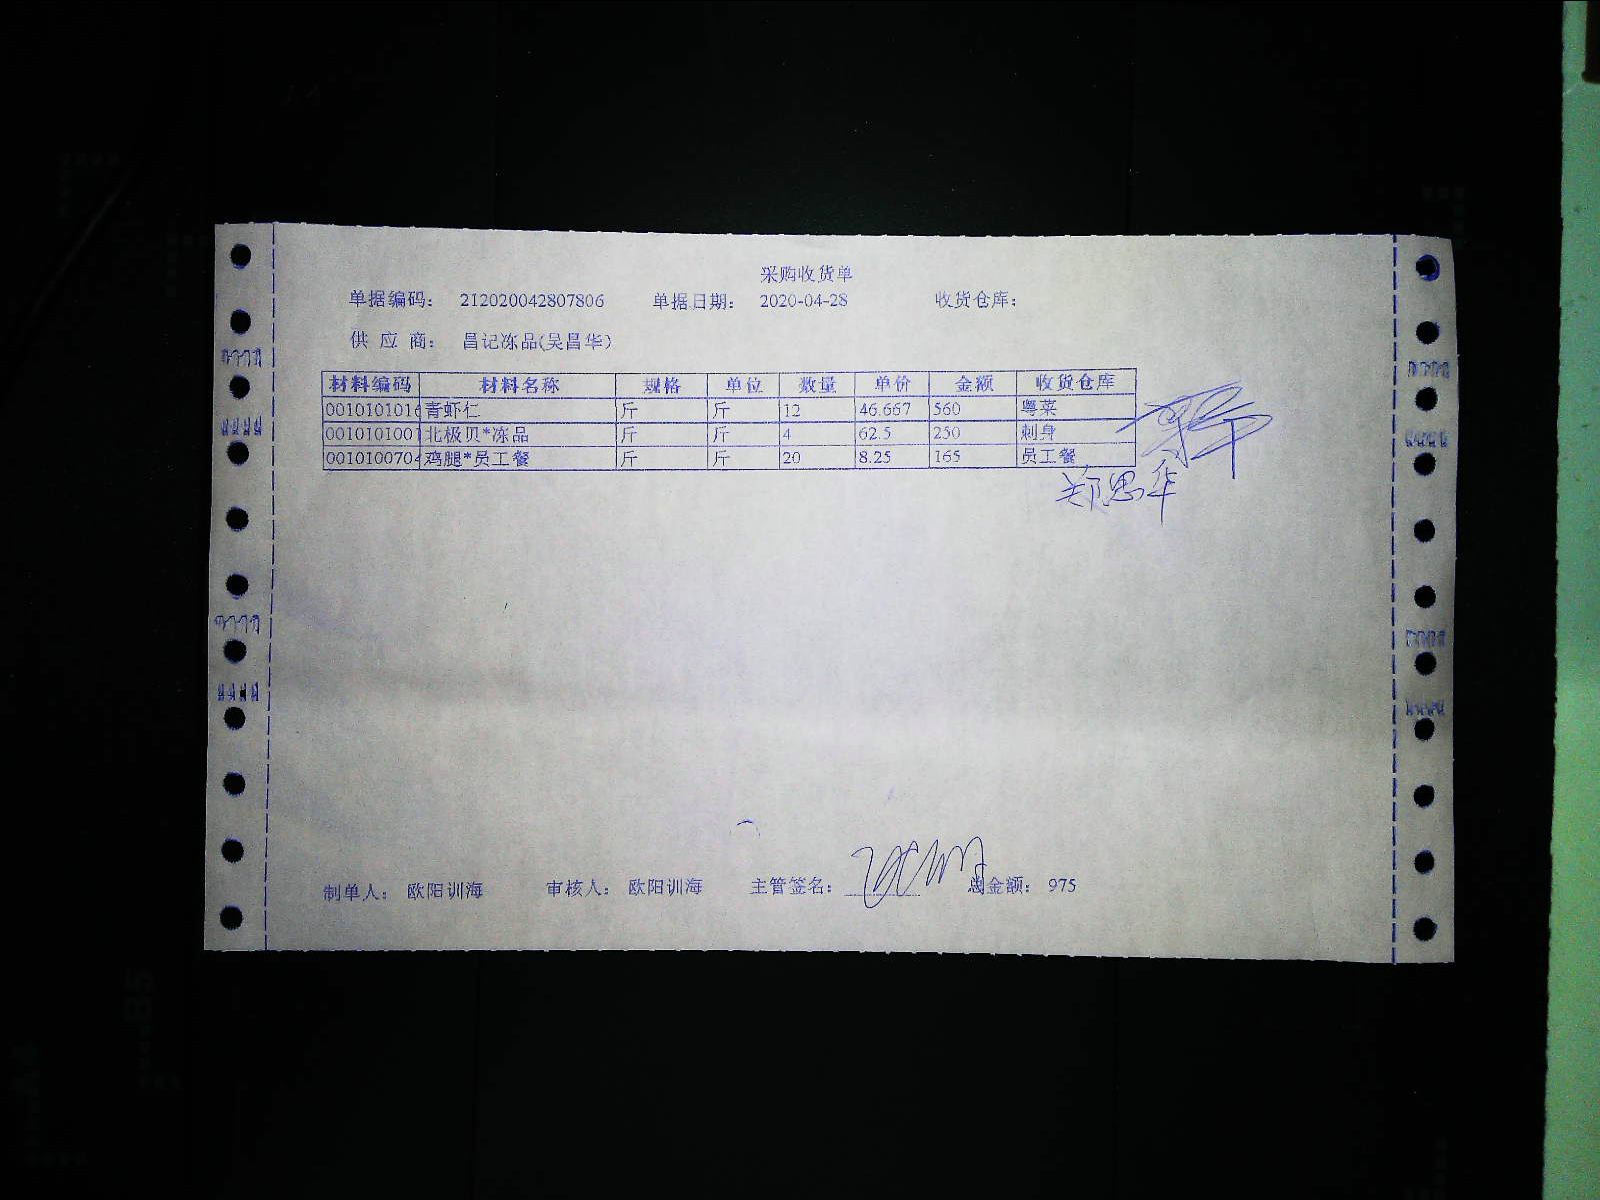 采购收货单
单据编码： 212020042807806 单据日期： 2020-04-28 收货仓库：
供 应 商： 昌记冻品(吴昌华)
材料编码 材料名称 规格 单位 数量 单价 金额 收货仓库
0010101016 青虾仁 斤 斤 12 46.667 560 粤菜
0010101001 北极贝*冻品 斤 斤 4 62.5 250 刺身
0010100704 鸡腿*员工餐 斤 斤 20 8.25 165 员工餐
郑思华
制单人： 欧阳训海 审核人： 欧阳训海 主管签名： 总金额： 975